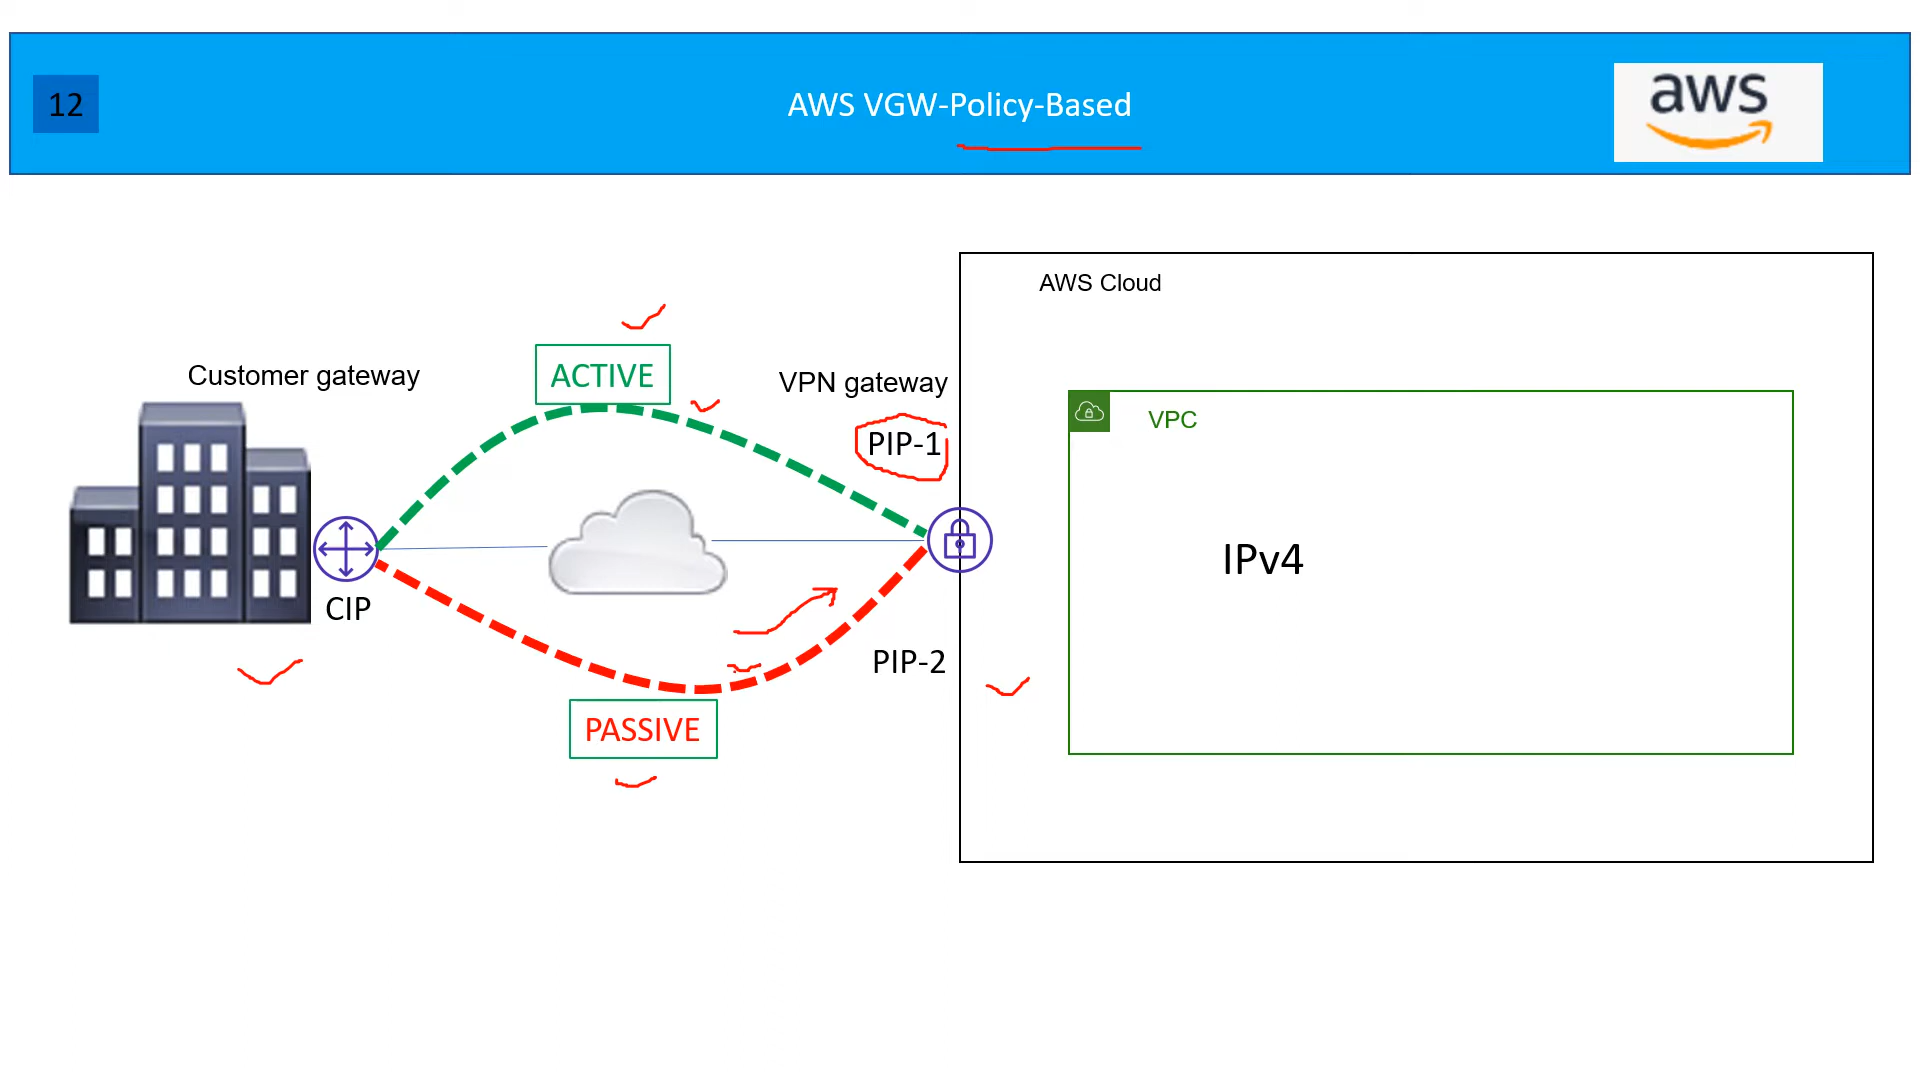 12
AWS VGW-Policy-Based
aws
AWS Cloud
Customer gateway
ACTIVE
VPN gateway
PIP-1
VPC
IPv4
CIP
PIP-2
PASSIVE